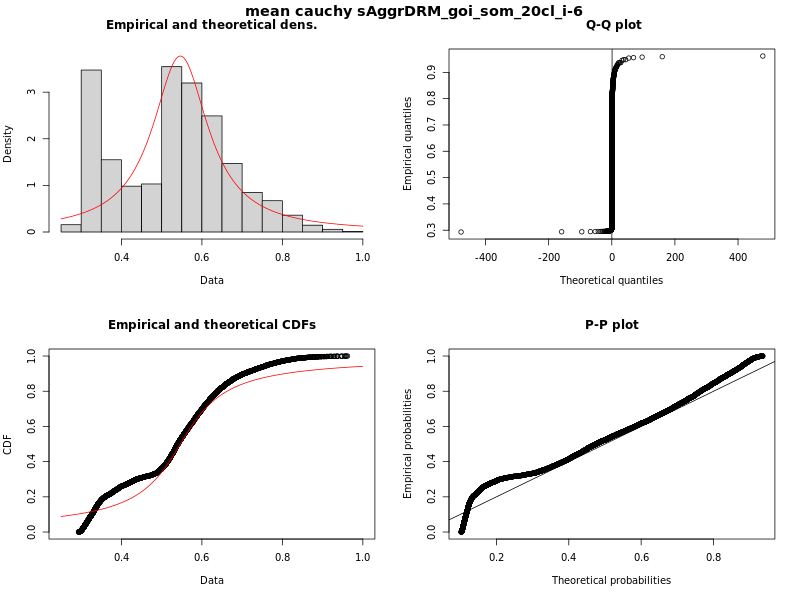 mean cauchy sAggrDRM_goi_som_20cl_i-6
Empirical and theoretical dens.
Density
0 1 2 3
0.4 0.6 0.8 1.0
Data
Q-Q plot
Empirical quantiles
0.3 0.4 0.5 0.6 0.7 0.8 0.9
-400 -200 0 200 400
Theoretical quantiles
Empirical and theoretical CDFs
CDF
0.0 0.2 0.4 0.6 0.8 1.0
0.4 0.6 0.8 1.0
Data
P-P plot
Empirical probabilities
0.0 0.2 0.4 0.6 0.8 1.0
0.2 0.4 0.6 0.8
Theoretical probabilities